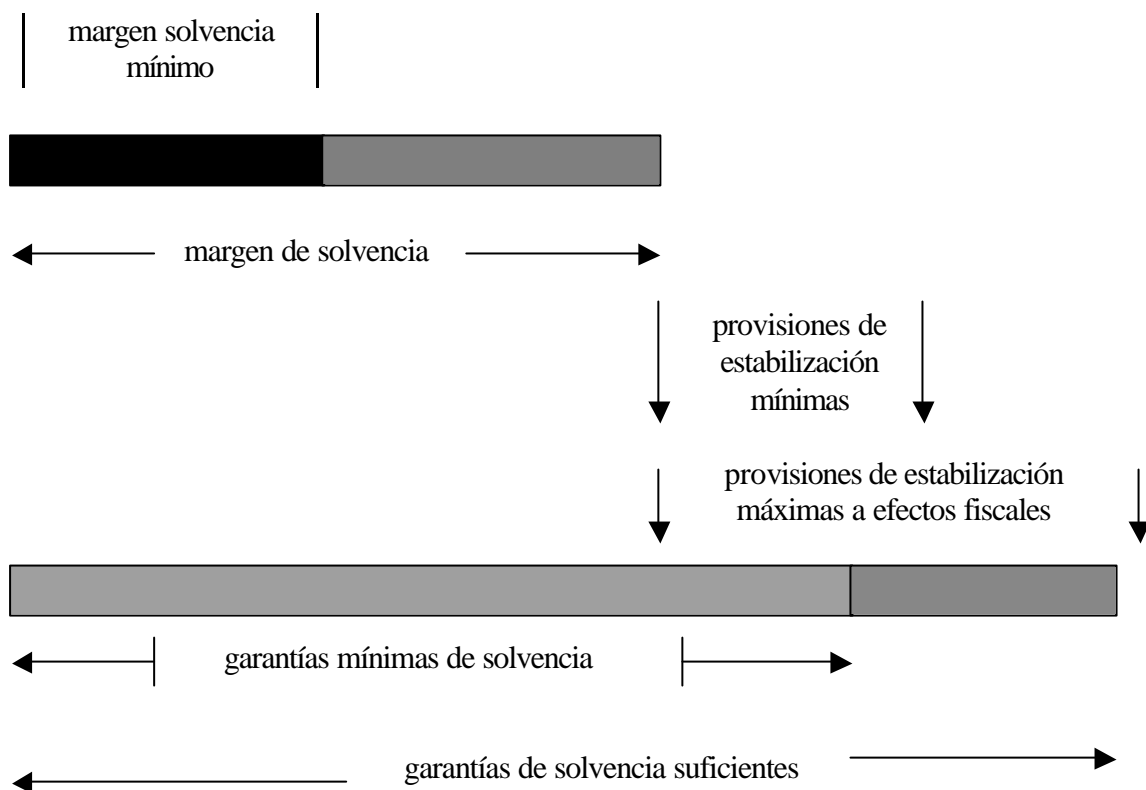 margen solvencia
mínimo
margen de solvencia
provisiones de
estabilización
mínimas
provisiones de estabilización
máximas a efectos fiscales
garantías mínimas de solvencia
garantías de solvencia suficientes